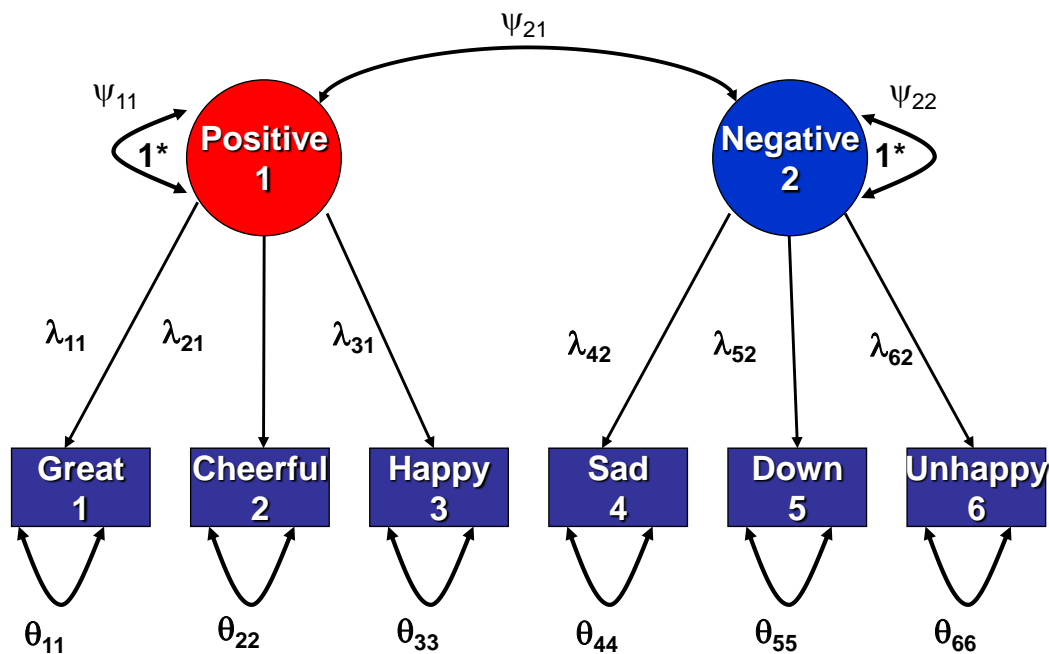 ψ21
ψ11
ψ22
Positive
1
1*
Negative
2
1*
λ11
λ21
λ31
λ42
λ52
λ62
Great
1
Cheerful
2
Happy
3
Sad
4
Down
5
Unhappy
6
θ11
θ22
θ33
θ44
θ55
θ66